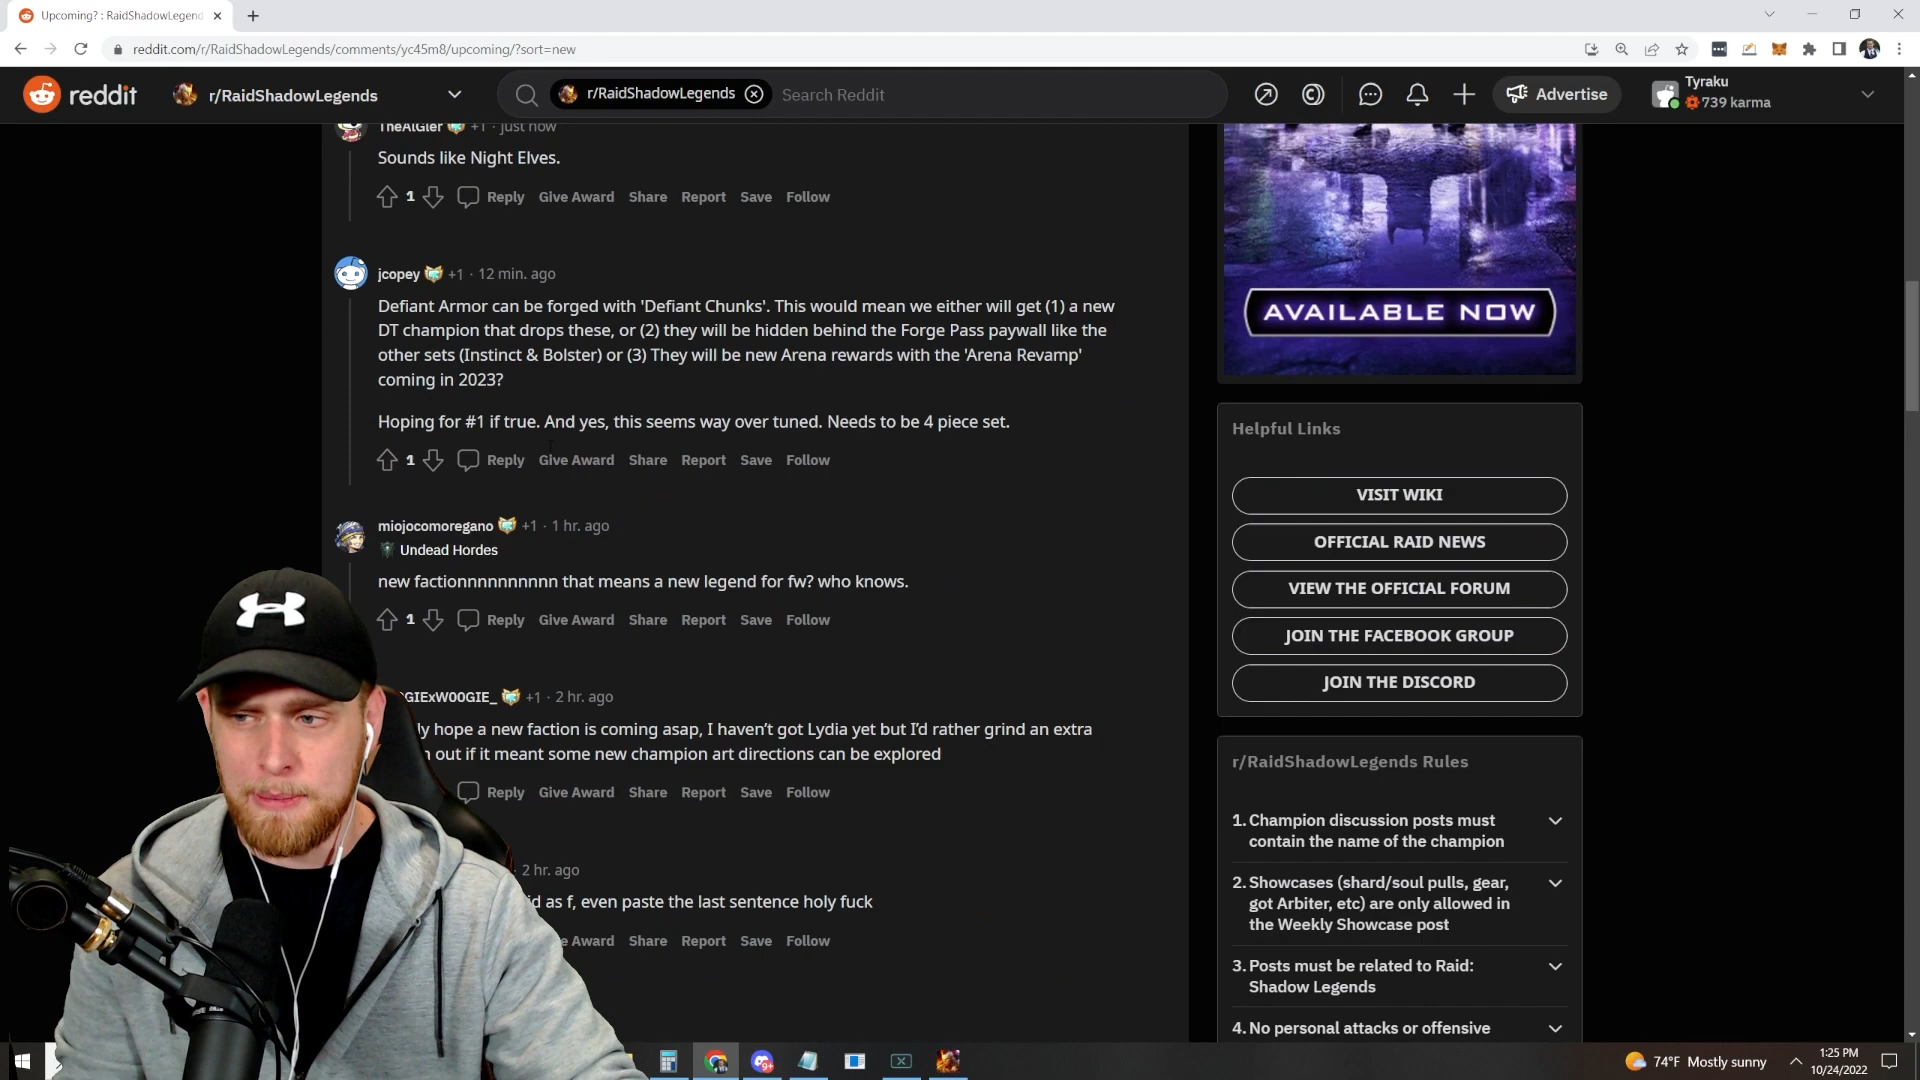 Upcoming? : RaidShadowLegend
reddit.com/r/RaidShadowLegends/comments/yc45m8/upcoming/?sort=new
reddit
r/RaidShadowLegends
r/RaidShadowLegends
Search Reddit
Advertise
Tyraku
739 karma
TheAlGler +1 · just now
Sounds like Night Elves.
1 Reply Give Award Share Report Save Follow
jcopey +1 · 12 min. ago
Defiant Armor can be forged with 'Defiant Chunks'. This would mean we either will get (1) a new
DT champion that drops these, or (2) they will be hidden behind the Forge Pass paywall like the
other sets (Instinct & Bolster) or (3) They will be new Arena rewards with the 'Arena Revamp'
coming in 2023?
Hoping for #1 if true. And yes, this seems way over tuned. Needs to be 4 piece set.
1 Reply Give Award Share Report Save Follow
miojocomoregano +1 · 1 hr. ago
Undead Hordes
new factionnnnnnnnnn that means a new legend for fw? who knows.
1 Reply Give Award Share Report Save Follow
GIExW00GIE_ +1 · 2 hr. ago
hope a new faction is coming asap, I haven't got Lydia yet but I'd rather grind an extra
out if it meant some new champion art directions can be explored
Reply Give Award Share Report Save Follow
2 hr. ago
as f, even paste the last sentence holy fuck
Award Share Report Save Follow
AVAILABLE NOW
Helpful Links
VISIT WIKI
OFFICIAL RAID NEWS
VIEW THE OFFICIAL FORUM
JOIN THE FACEBOOK GROUP
JOIN THE DISCORD
r/RaidShadowLegends Rules
1. Champion discussion posts must
contain the name of the champion
2. Showcases (shard/soul pulls, gear,
got Arbiter, etc) are only allowed in
the Weekly Showcase post
3. Posts must be related to Raid:
Shadow Legends
4. No personal attacks or offensive
9+
74°F Mostly sunny
1:25 PM
10/24/2022